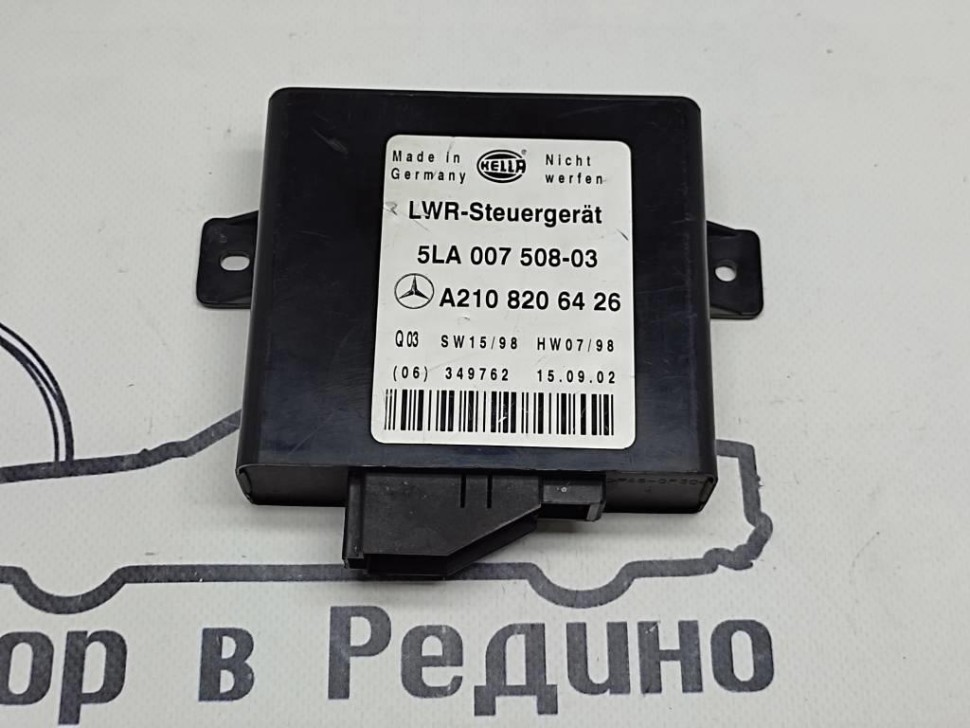 Made in HELLA® Nicht
Germany werfen
LWR-Steuergerät
5LA 007 508-03
A210 820 64 26
Q03 SW15/98 HW07/98
(06) 349762 15.09.02
ор в Редино